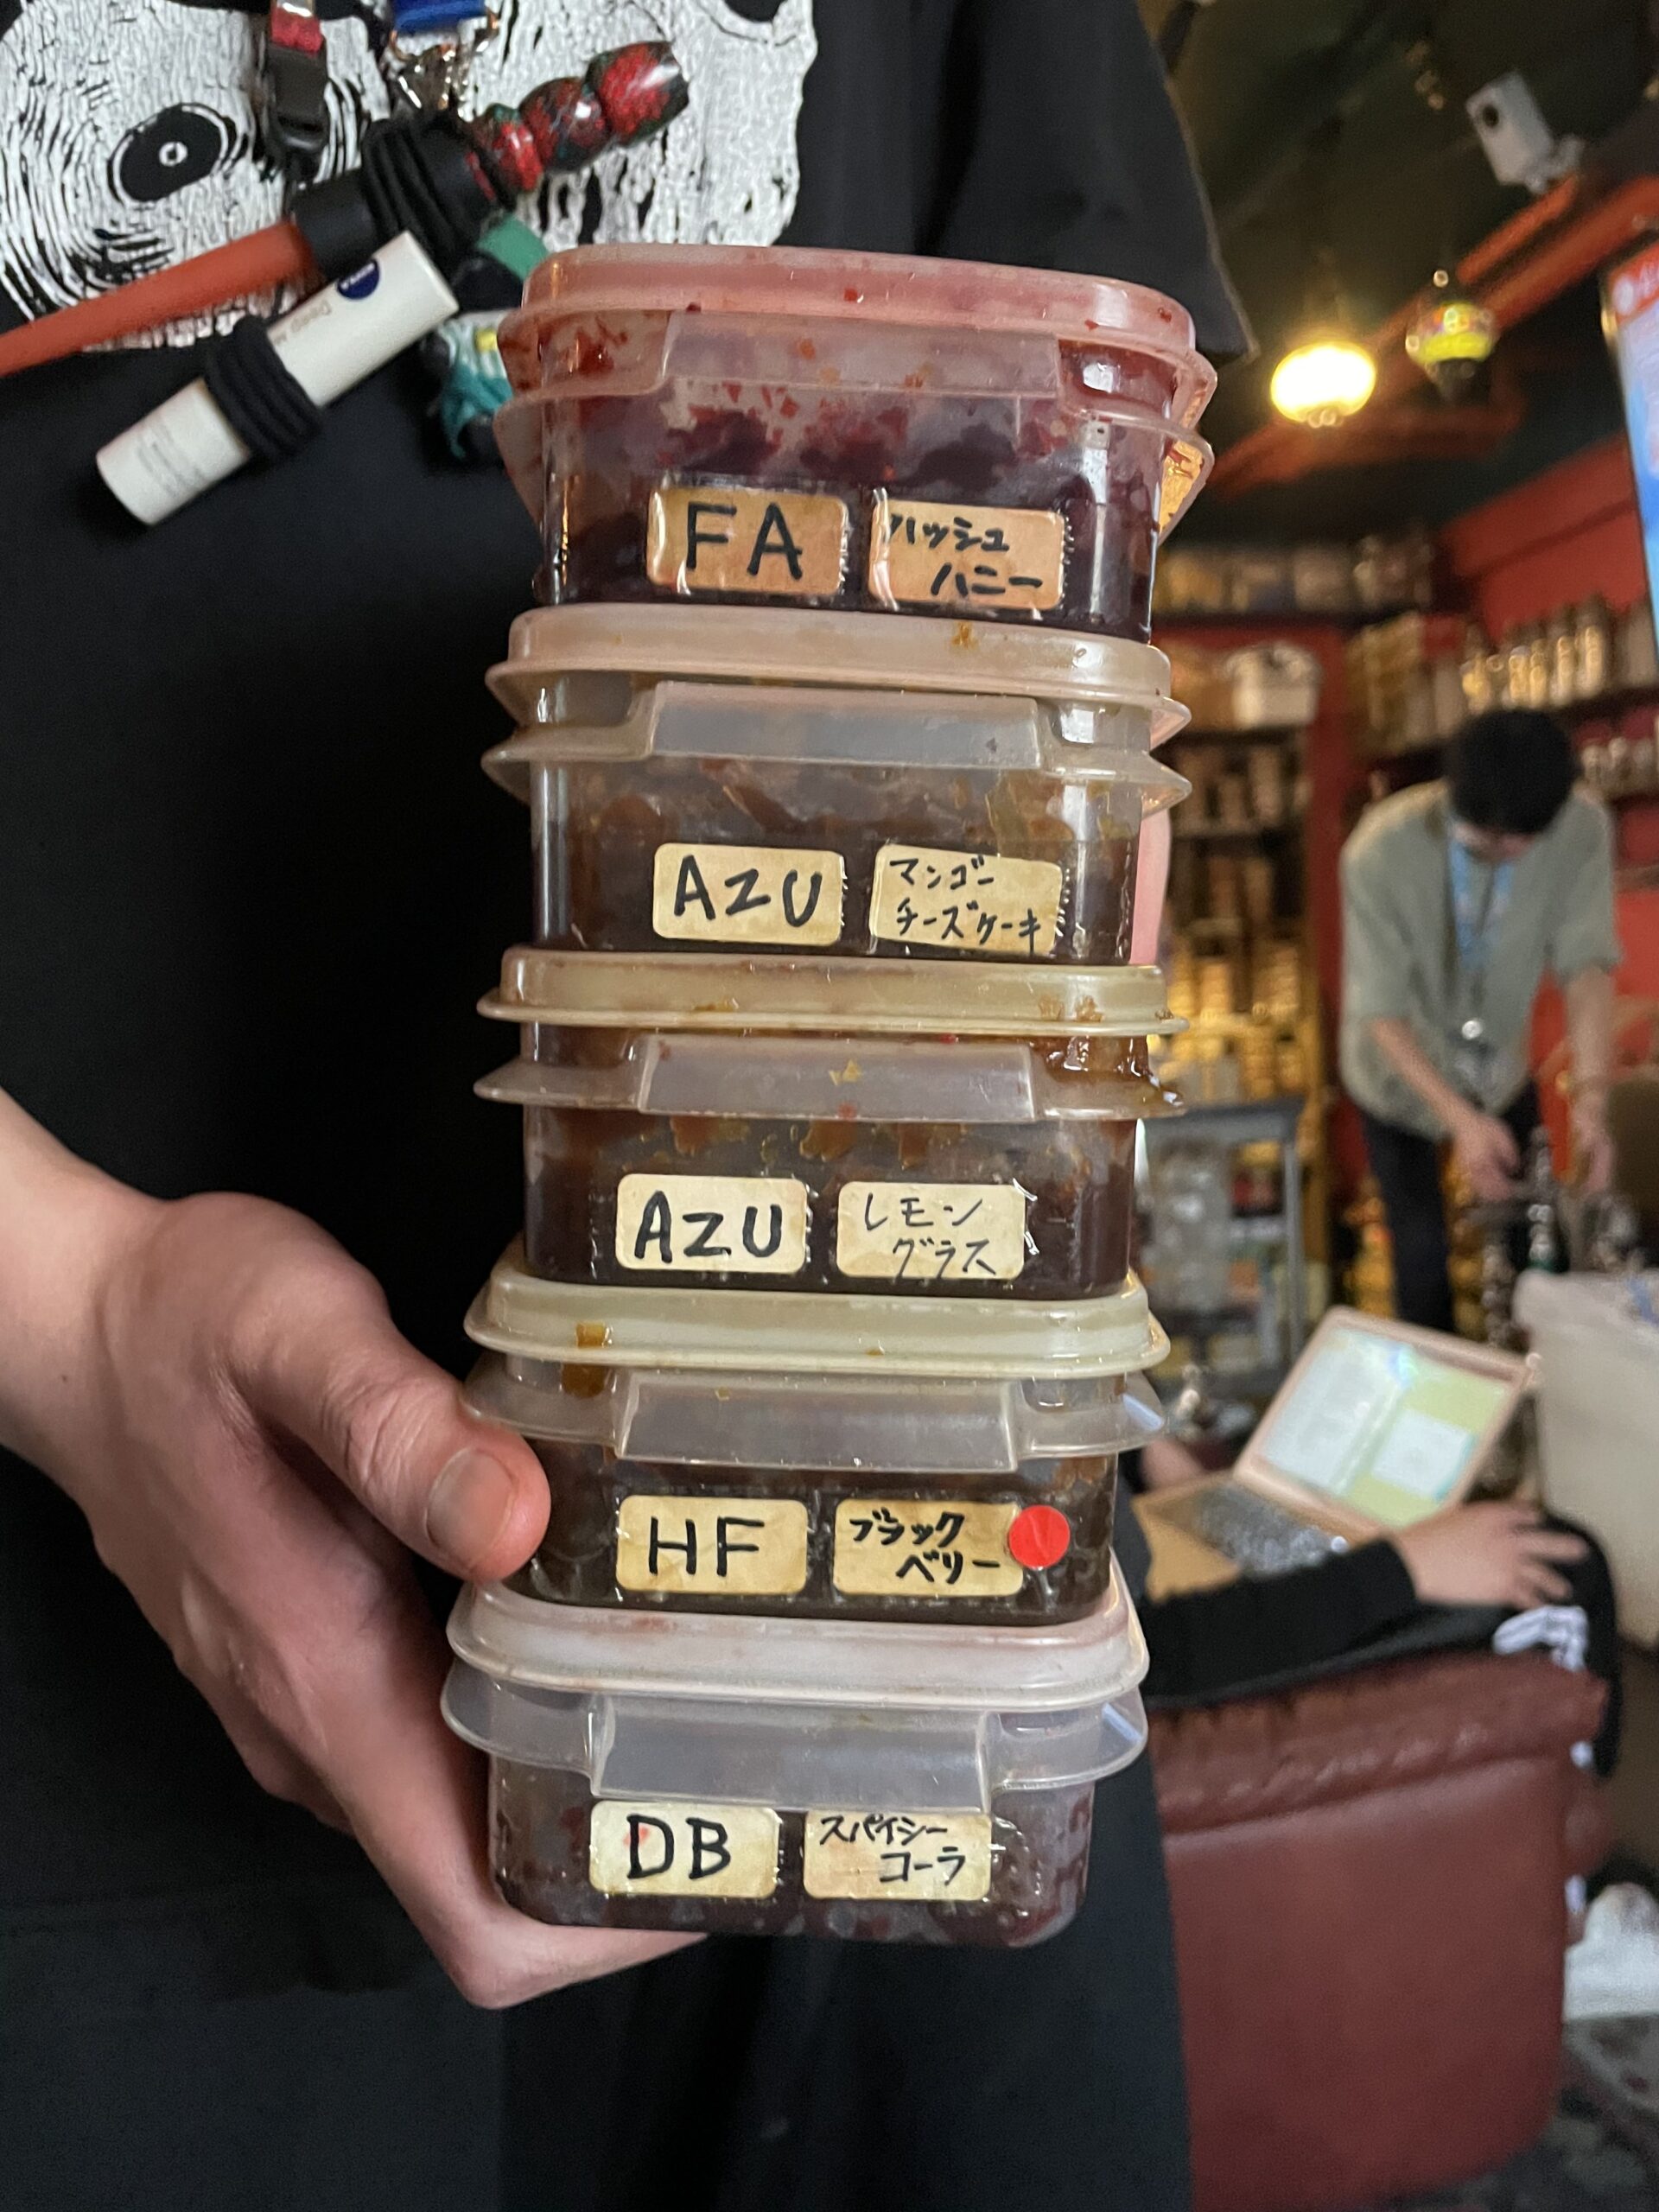 FA
ハッシュ
ハニー
AZU
マンゴー
チーズケーキ
AZU
レモン
グラス
HF
ブラック
ベリー
DB
スパイシー
コーラ